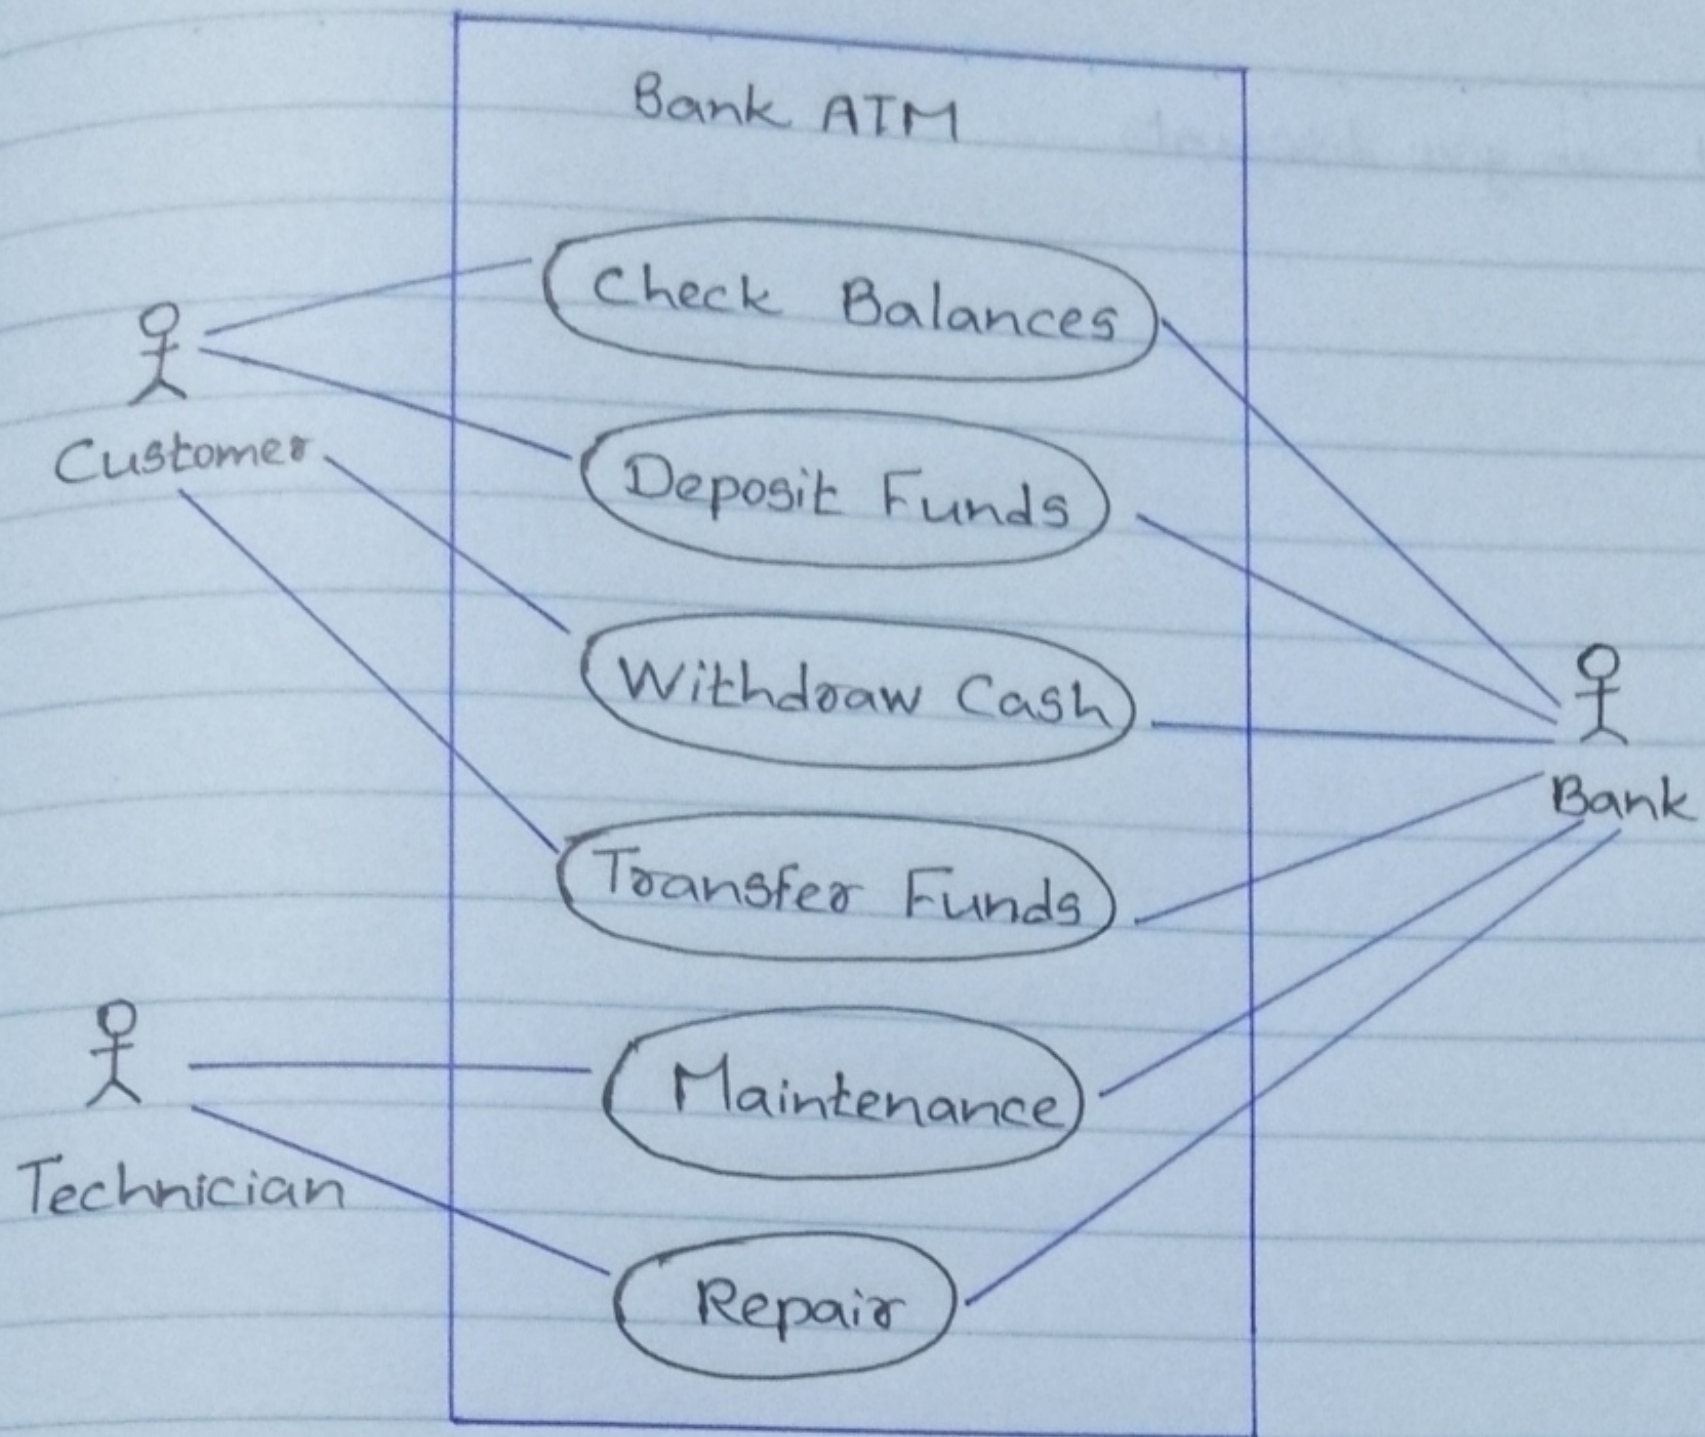 Bank ATM
Check Balances
Customer
Deposit Funds
Withdraw Cash
Bank
Transfer Funds
Maintenance
Technician
Repair